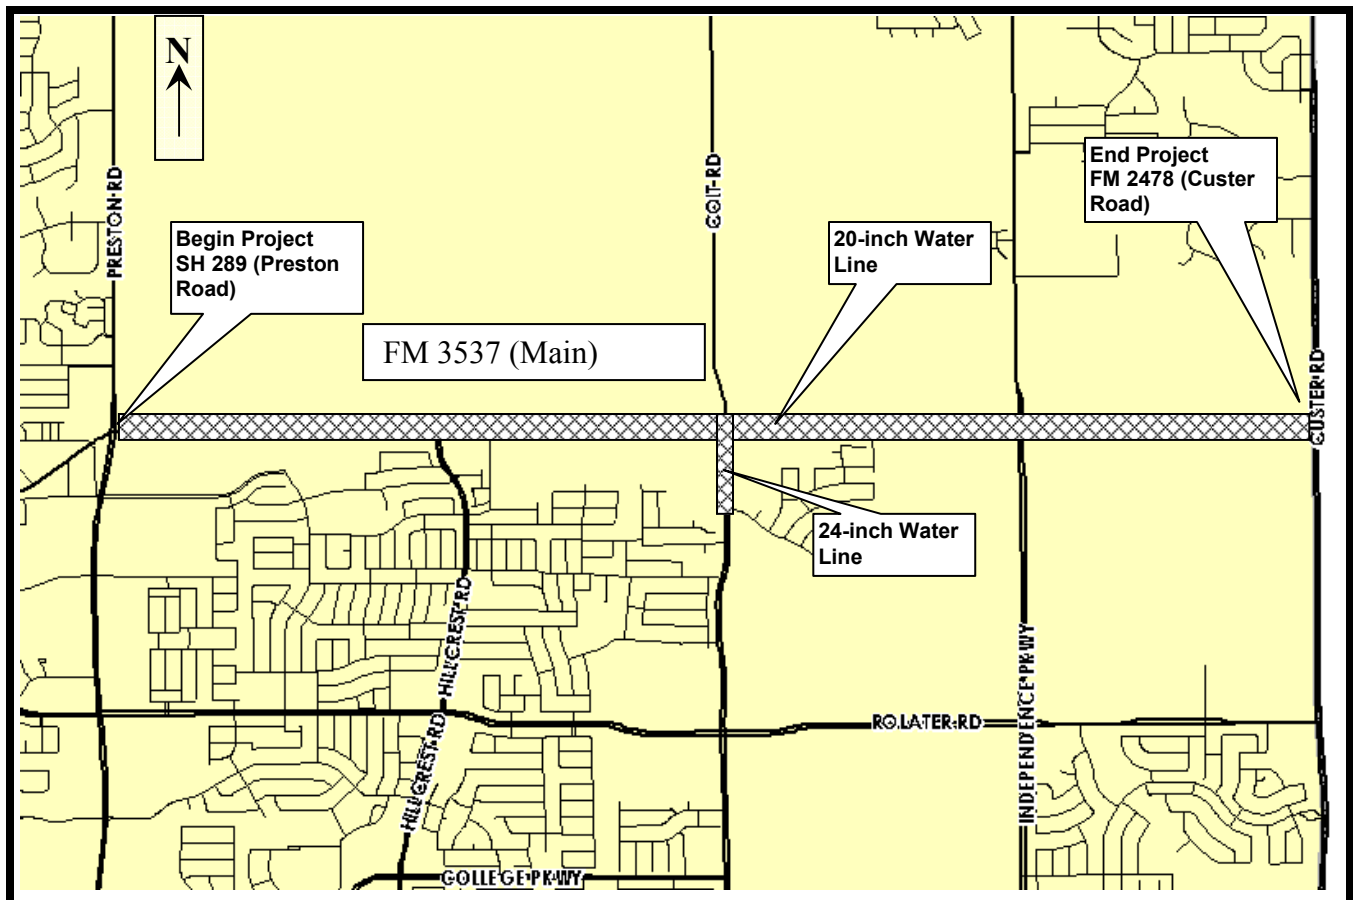 N
PRESTON RD
COIT RD
End Project
FM 2478 (Custer
Road)
Begin Project
SH 289 (Preston
Road)
20-inch Water
Line
FM 3537 (Main)
CUSTER RD
24-inch Water
Line
HILLCREST RD
INDEPENDENCE PKWY
ROLATER RD
HILLCREST RD
COLLEGE PKWY